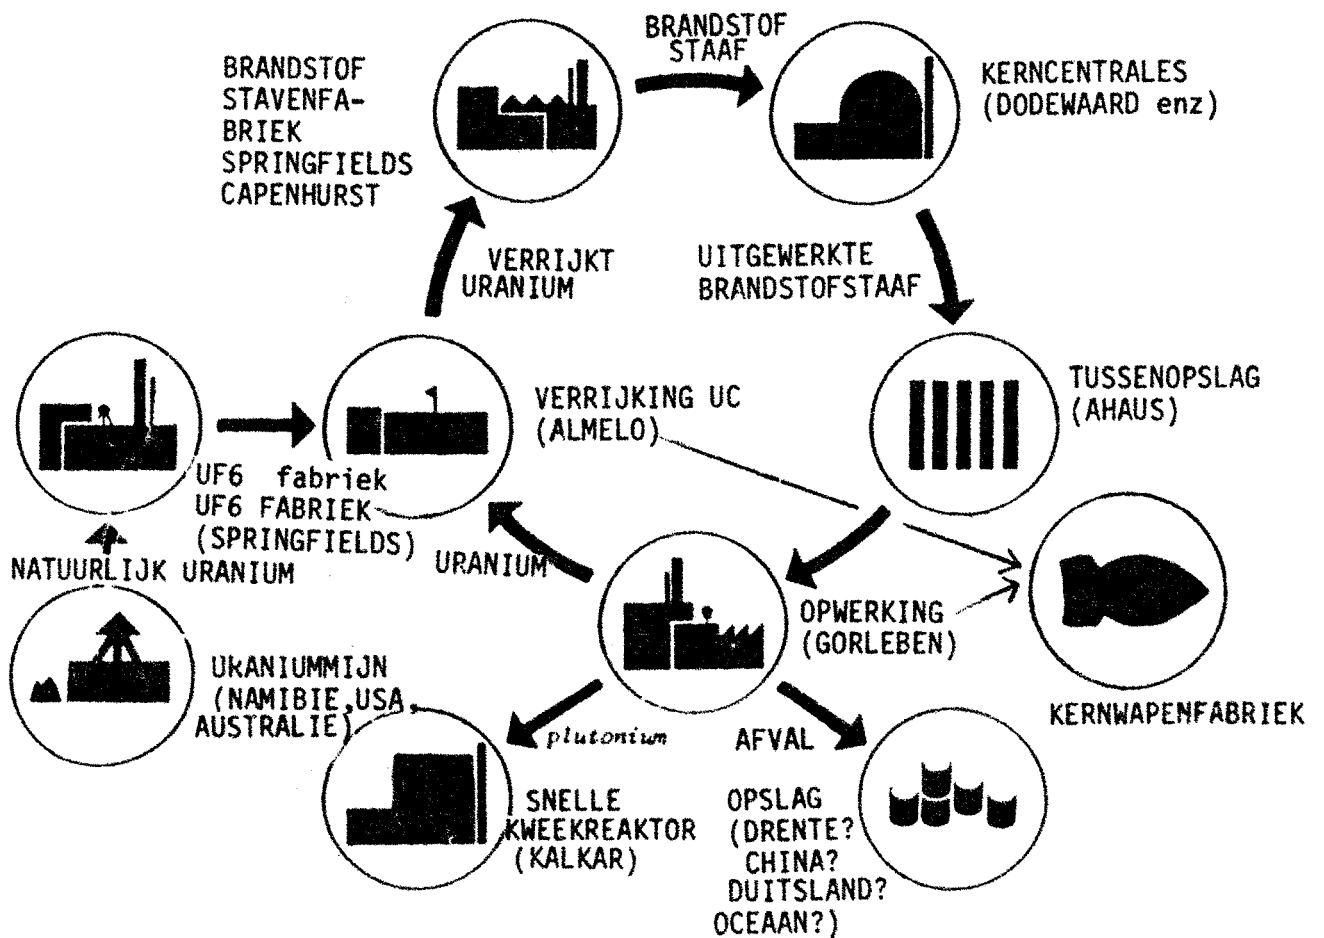 BRANDSTOF
STAVENFA-
BRIEK
SPRINGFIELDS
CAPENHURST
BRANDSTOF
STAAF
KERNCENTRALES
(DODEWAARD enz)
VERRIJKT
URANIUM
UITGEWERKTE
BRANDSTOFSTAAF
VERRIJKING UC
(ALMELO)
TUSSENOPSLAG
(AHAUS)
UF6 fabriek
UF6 FABRIEK
(SPRINGFIELDS)
NATUURLIJK URANIUM
URANIUM
OPWERKING
(GORLEBEN)
URANIUMMIJN
(NAMIBIE,USA,
AUSTRALIE)
KERNWAPENFABRIEK
plutonium
AFVAL
SNELLE
KWEEKREAKTOR
(KALKAR)
OPSLAG
(DRENTE?
CHINA?
DUITSLAND?
OCEAAN?)